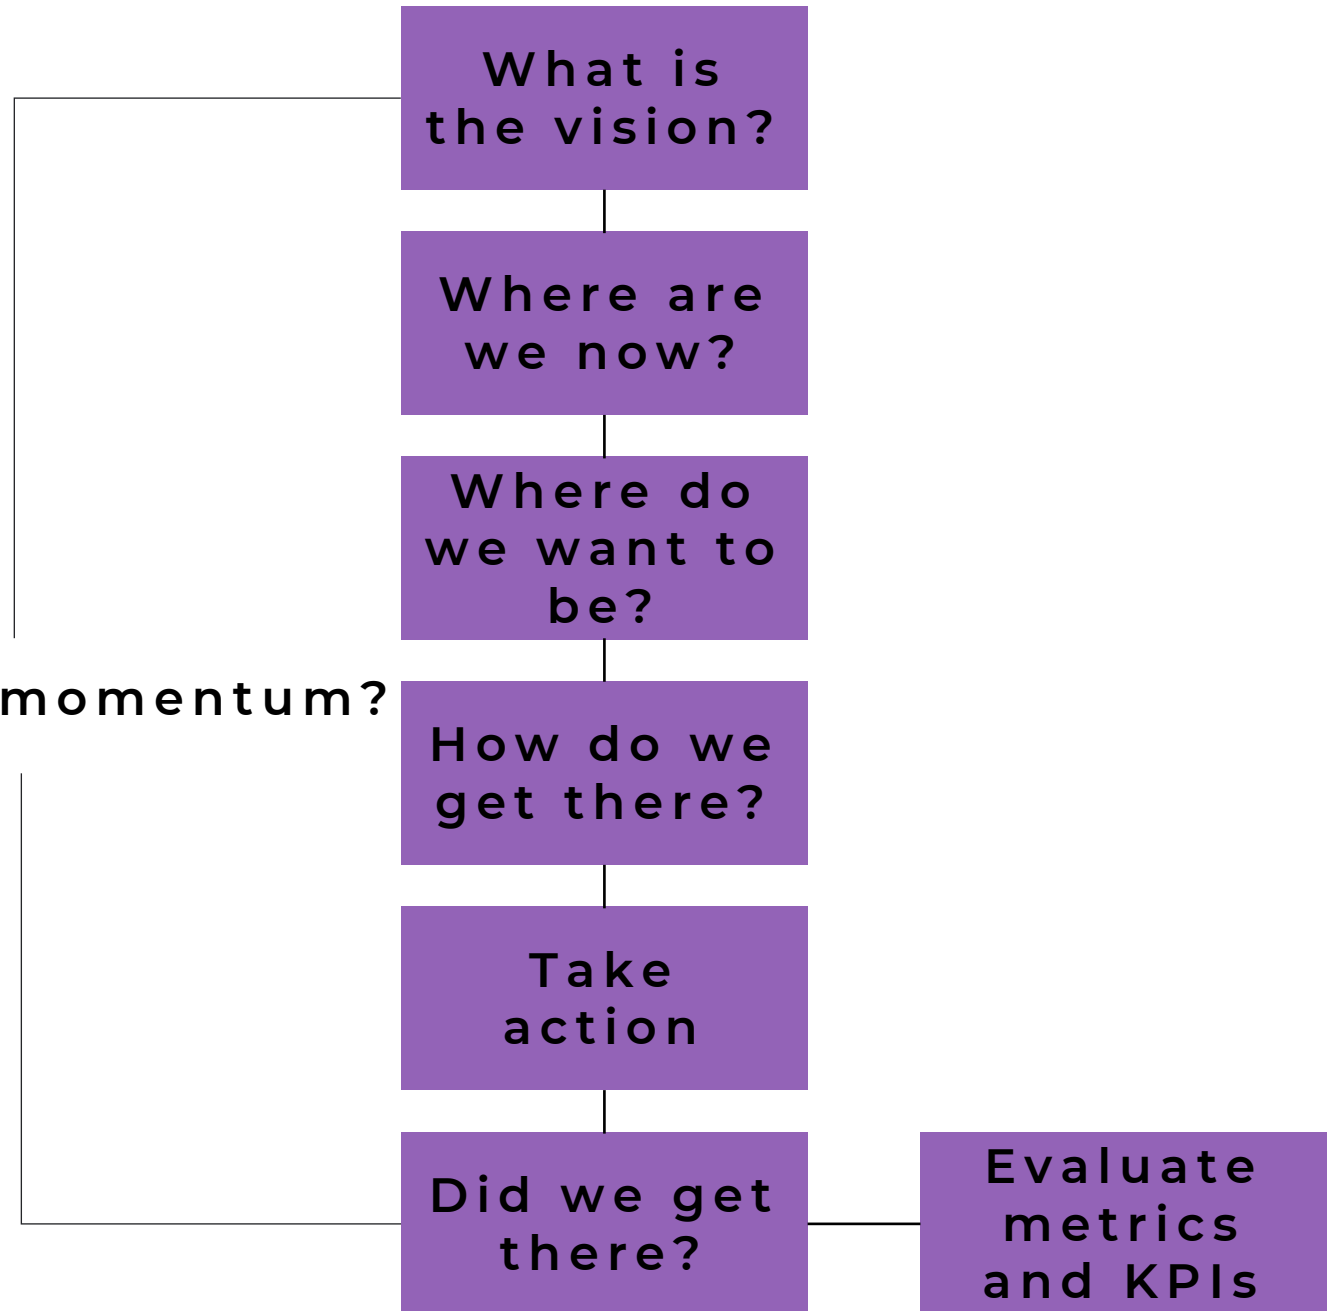 What is
the vision?
Where are
we now?
Where do
we want to
be?
momentum?
How do we
get there?
Take
action
Did we get
there?
Evaluate
metrics
and KPIs